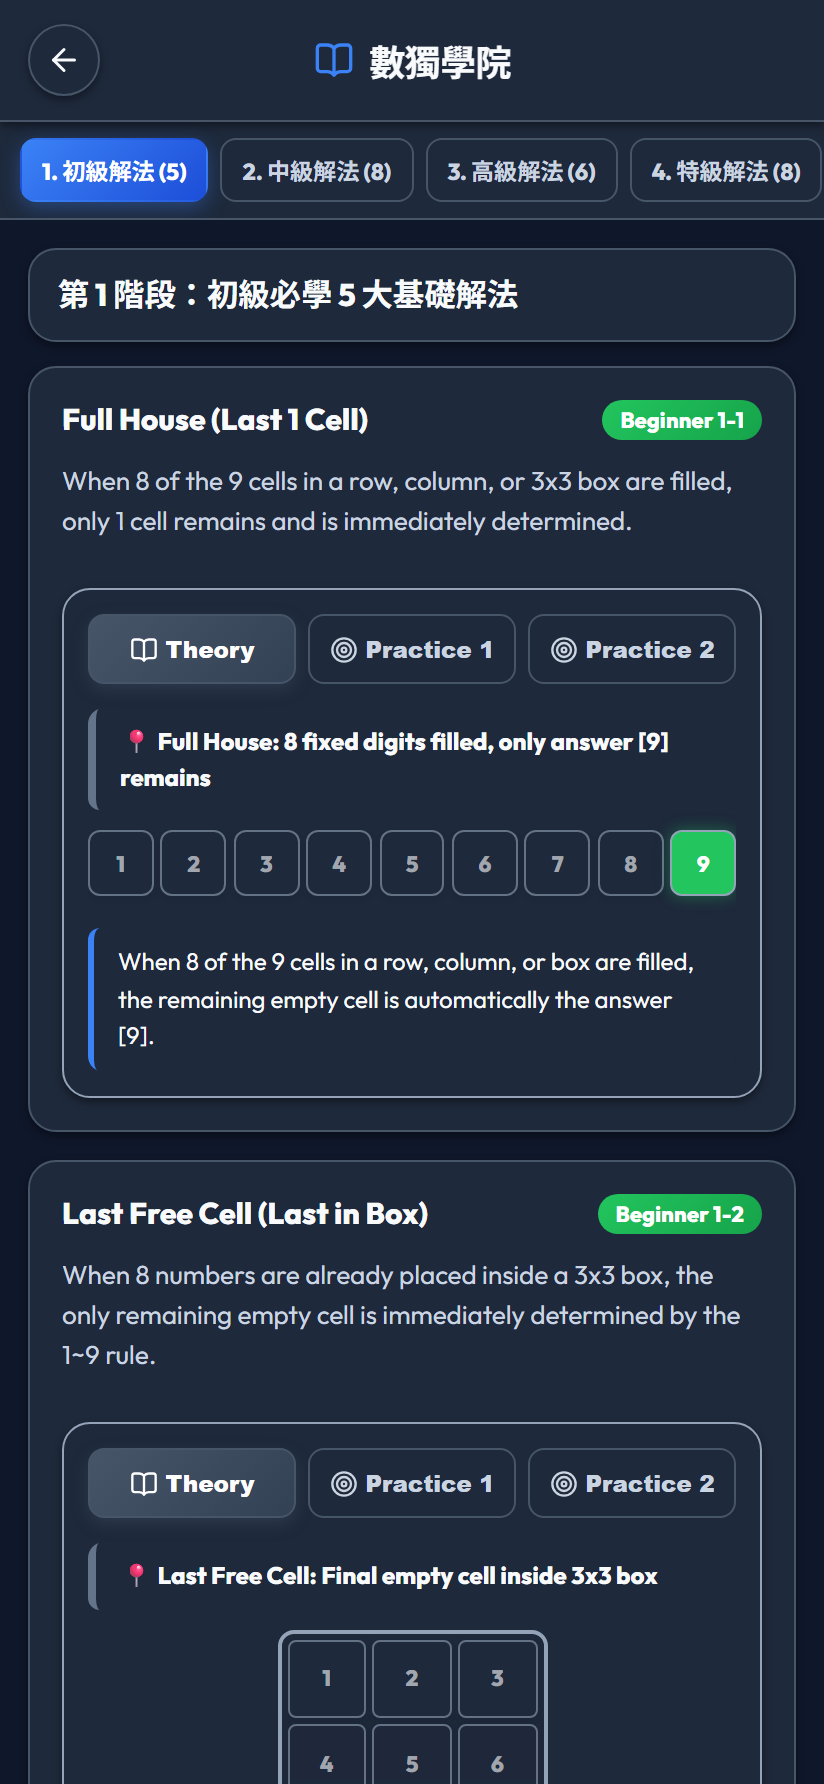 數獨學院
1. 初級解法 (5)
2. 中級解法 (8)
3. 高級解法 (6)
4. 特級解法 (8)
第 1 階段：初級必學 5 大基礎解法
Full House (Last 1 Cell)
Beginner 1-1
When 8 of the 9 cells in a row, column, or 3x3 box are filled,
only 1 cell remains and is immediately determined.
Theory
Practice 1
Practice 2
📍 Full House: 8 fixed digits filled, only answer [9]
remains
1 2 3 4 5 6 7 8 9
When 8 of the 9 cells in a row, column, or box are filled,
the remaining empty cell is automatically the answer
[9].
Last Free Cell (Last in Box)
Beginner 1-2
When 8 numbers are already placed inside a 3x3 box, the
only remaining empty cell is immediately determined by the
1~9 rule.
Theory
Practice 1
Practice 2
📍 Last Free Cell: Final empty cell inside 3x3 box
1 2 3
4 5 6